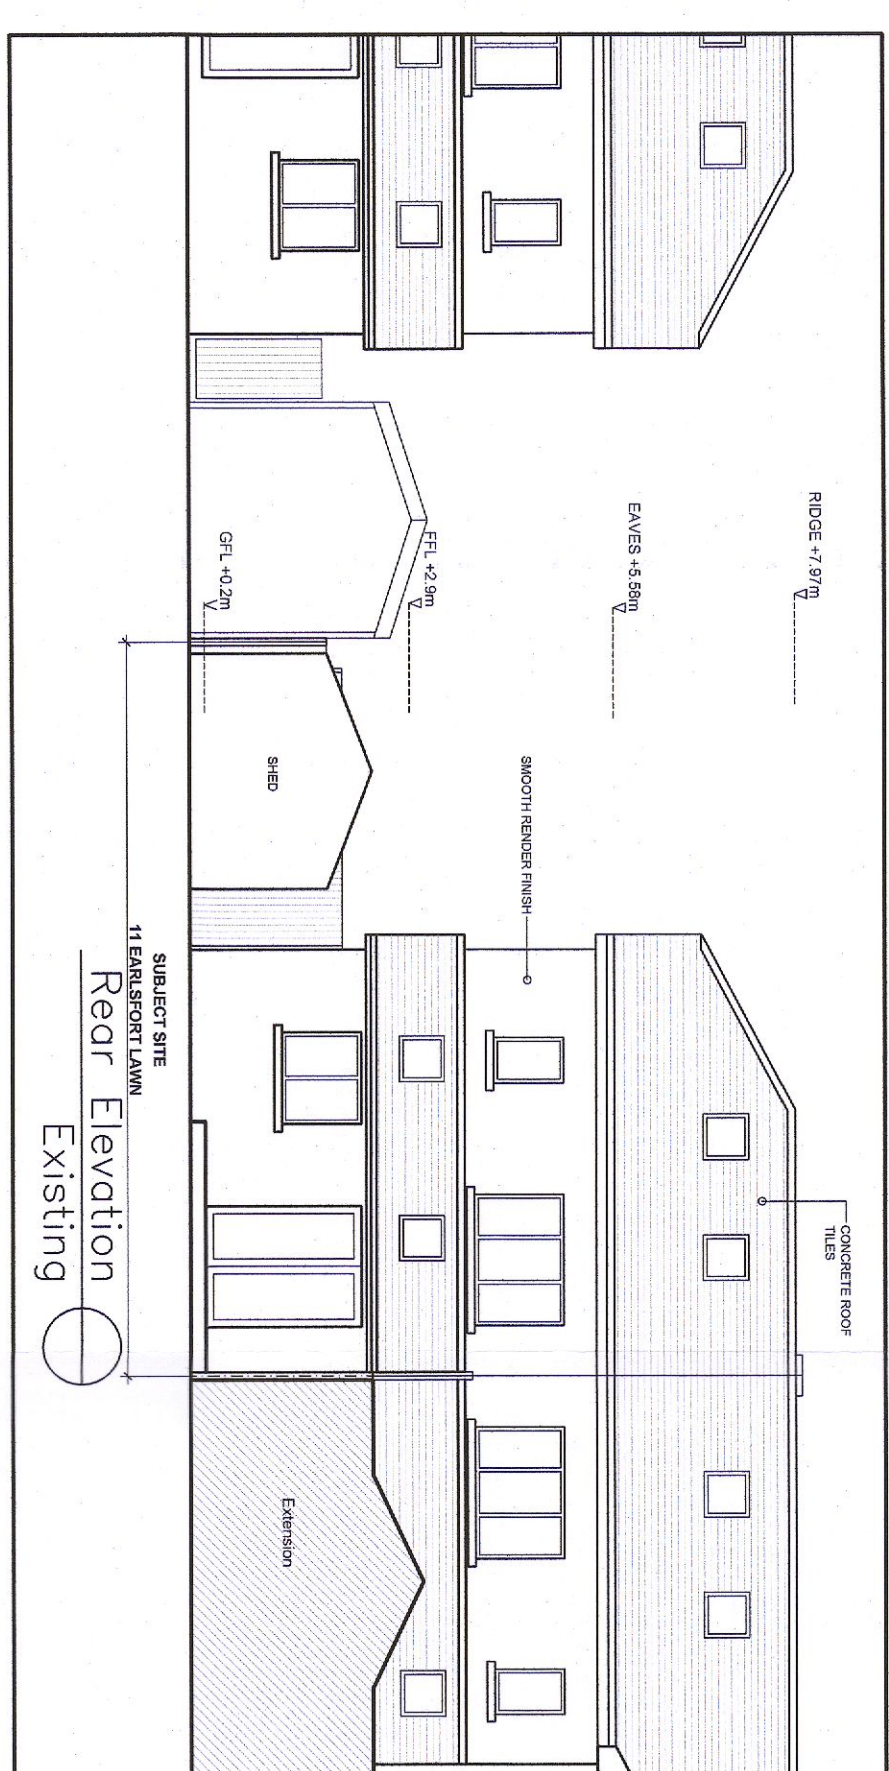 RIDGE +7.97m
EAVES +5.58m
FFL +2.9m
GFL +0.2m
CONCRETE ROOF
TILES
SMOOTH RENDER FINISH
SHED
Extension
SUBJECT SITE
11 EARLSFORT LAWN
Rear Elevation
Existing